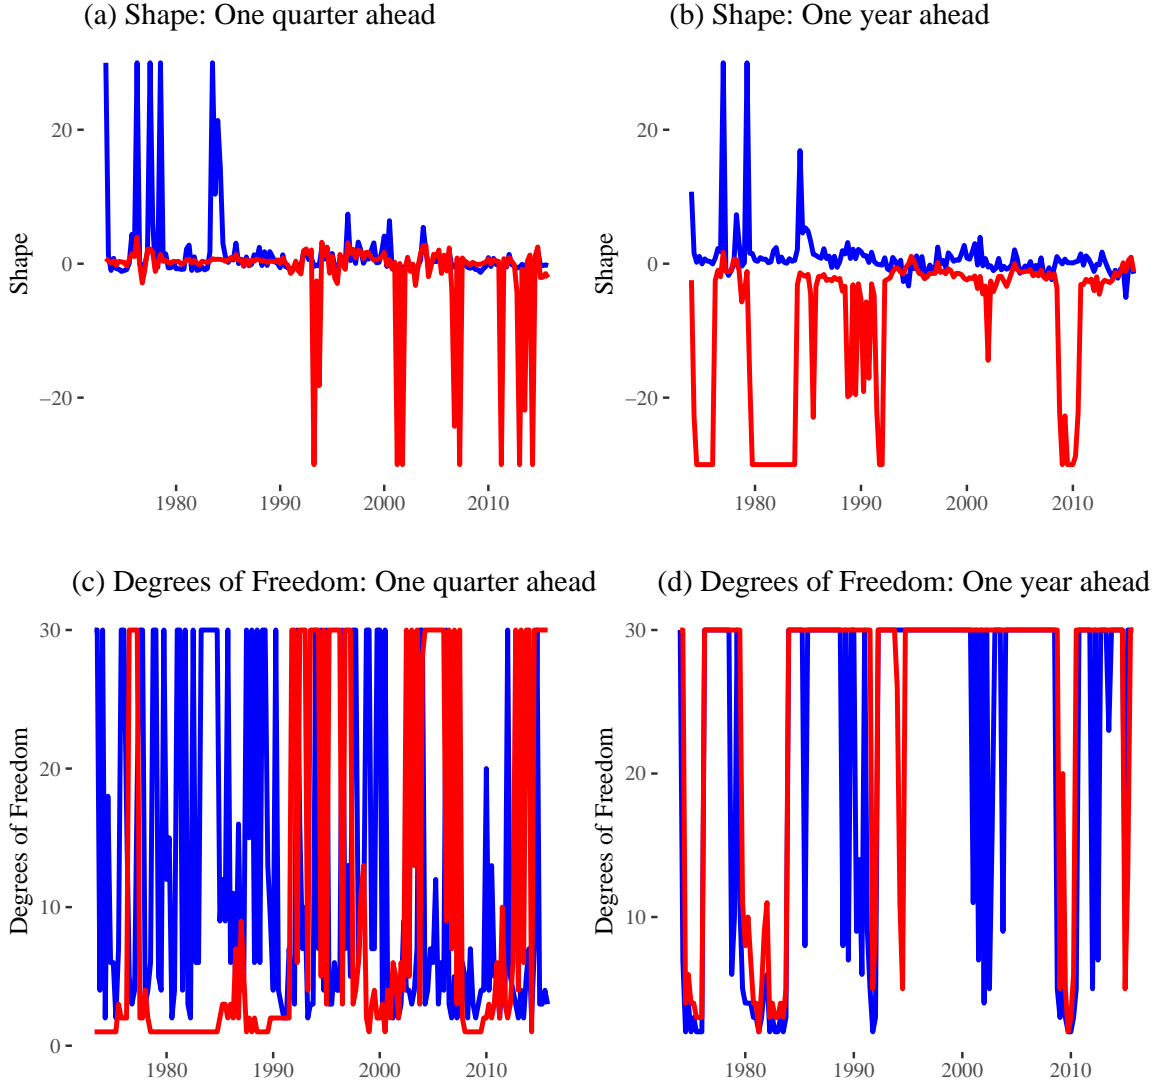 (a) Shape: One quarter ahead
(b) Shape: One year ahead
Shape
20
0
−20
1980 1990 2000 2010
Shape
20
0
−20
1980 1990 2000 2010
(c) Degrees of Freedom: One quarter ahead
(d) Degrees of Freedom: One year ahead
Degrees of Freedom
30
20
10
0
1980 1990 2000 2010
Degrees of Freedom
30
20
10
1980 1990 2000 2010